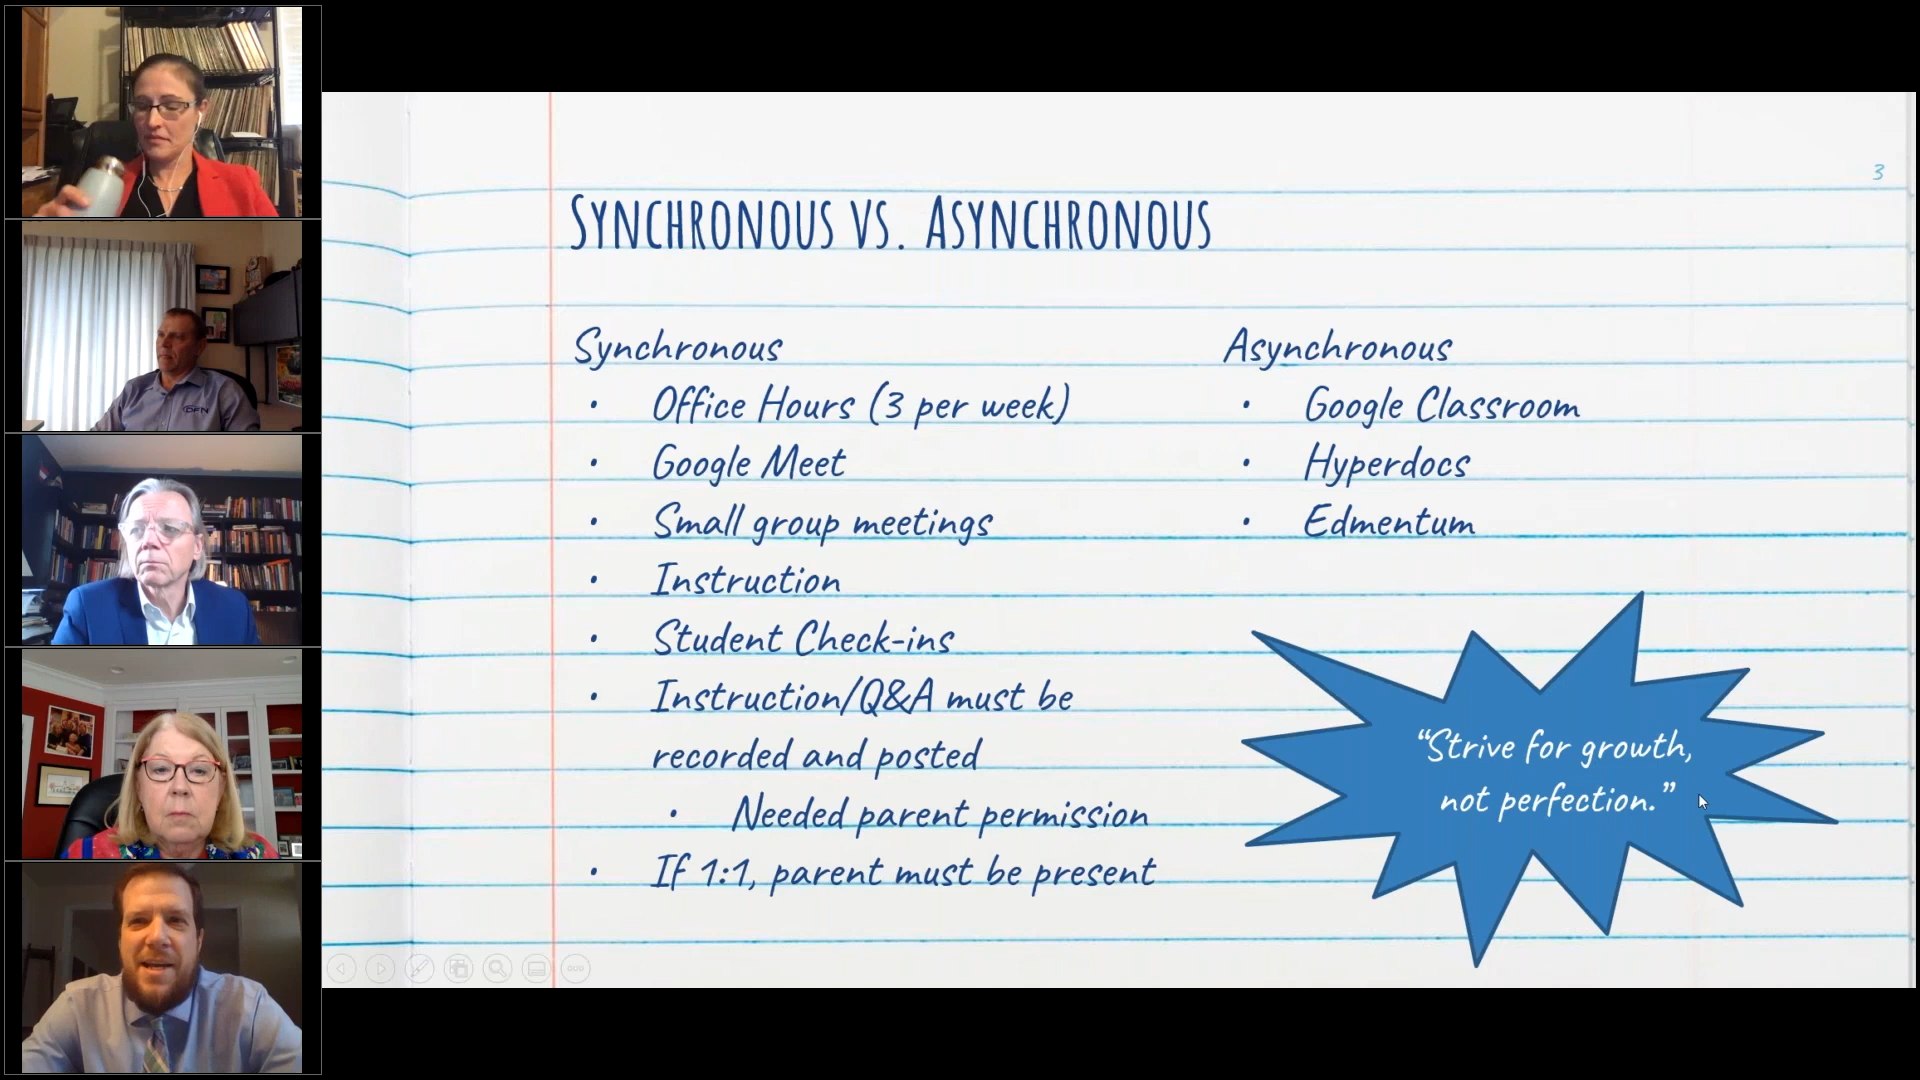 3
Synchronous vs. Asynchronous
Synchronous
• Office Hours (3 per week)
• Google Meet
• Small group meetings
• Instruction
• Student Check-ins
• Instruction/Q&A must be
recorded and posted
• Needed parent permission
• If 1:1, parent must be present
Asynchronous
• Google Classroom
• Hyperdocs
• Edmentum
“Strive for growth,
not perfection.”